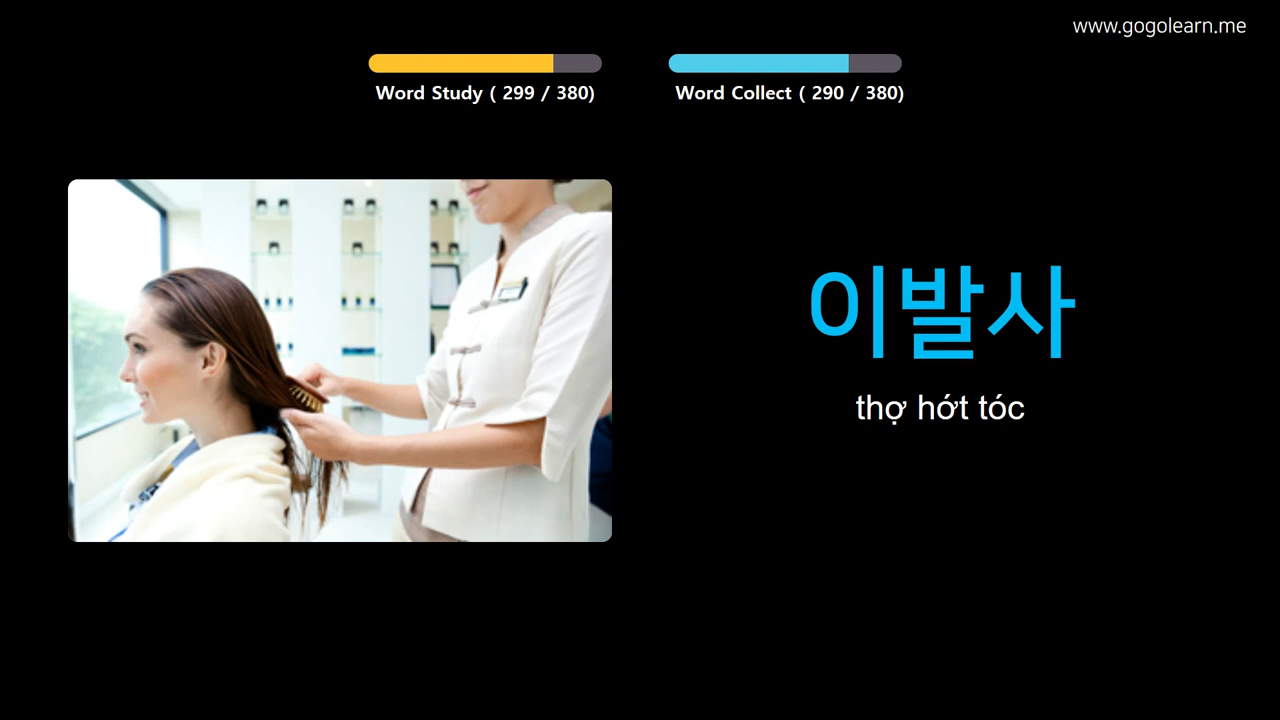 www.gogolearn.me
Word Study ( 299 / 380)
Word Collect ( 290 / 380)
이발사
thợ hớt tóc